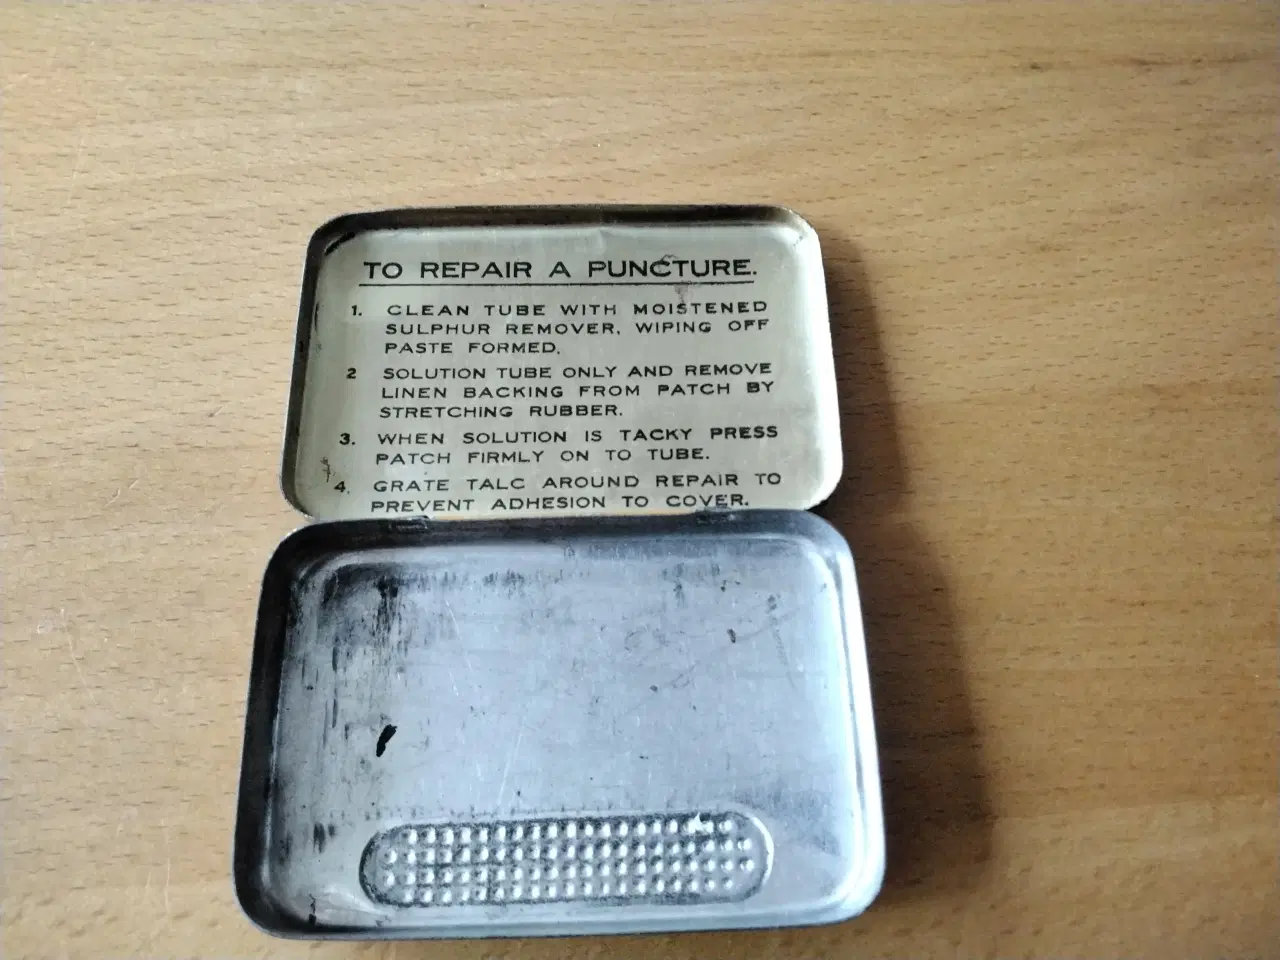 TO REPAIR A PUNCTURE.
1. CLEAN TUBE WITH MOISTENED
SULPHUR REMOVER, WIPING OFF
PASTE FORMED.
2 SOLUTION TUBE ONLY AND REMOVE
LINEN BACKING FROM PATCH BY
STRETCHING RUBBER.
3. WHEN SOLUTION IS TACKY PRESS
PATCH FIRMLY ON TO TUBE.
4. GRATE TALC AROUND REPAIR TO
PREVENT ADHESION TO COVER.